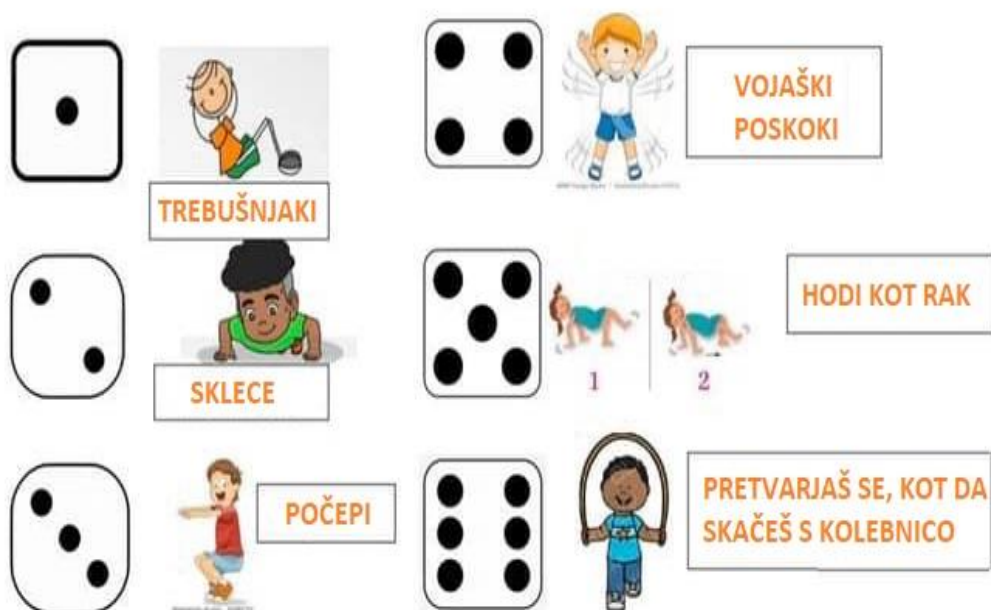 TREBUŠNJAKI
VOJAŠKI
POSKOKI
SKLECE
HODI KOT RAK
1
2
POČEPI
PRETVARJAŠ SE, KOT DA
SKAČEŠ S KOLEBNICO